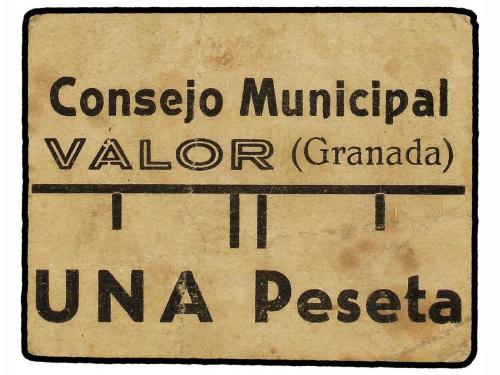 Consejo Municipal
VALOR (Granada)
UNA Peseta